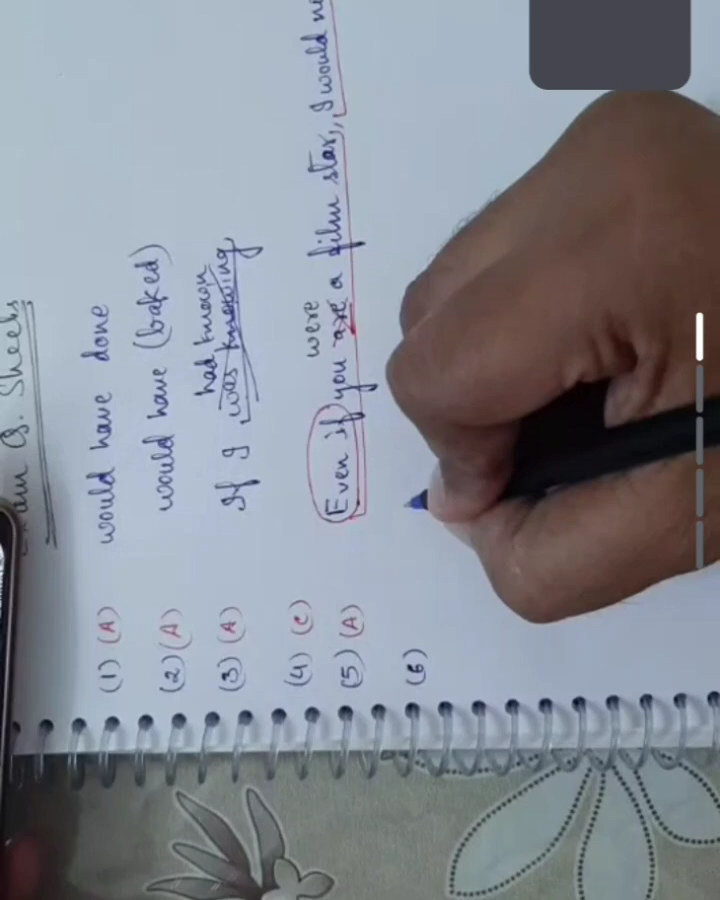 Q. Sheets
(1) (A) would have done
(2) (A) would have (baked)
had known
(3) (A) If I was knowing,
(4) (C)
were
(5) (A) Even if you are a film star, I would
(6)